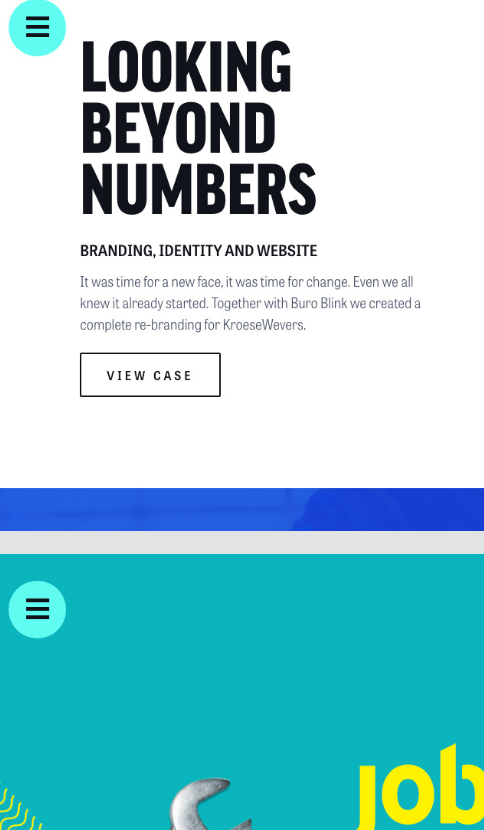 LOOKING
BEYOND
NUMBERS
BRANDING, IDENTITY AND WEBSITE
It was time for a new face, it was time for change. Even we all
knew it already started. Together with Buro Blink we created a
complete re-branding for KroeseWevers.
VIEW CASE
job